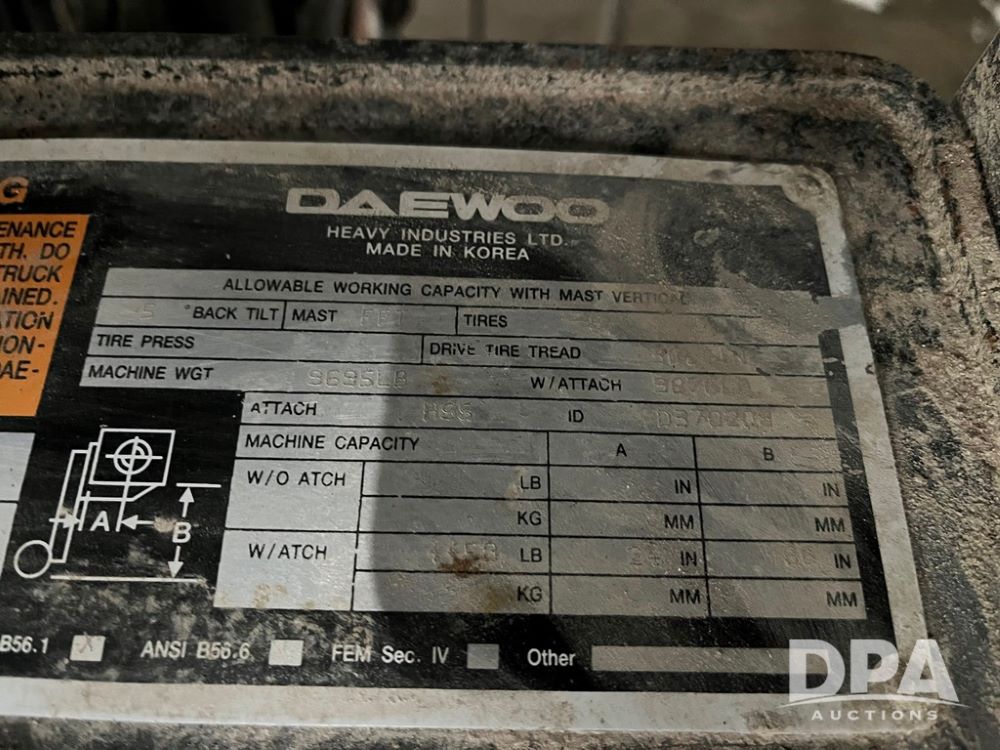 G
ENANCE
TH. DO
TRUCK
INED.
ATION
ION-
DAE-
DAEWOO
HEAVY INDUSTRIES LTD.
MADE IN KOREA
ALLOWABLE WORKING CAPACITY WITH MAST VERTICAL
5 °BACK TILT MAST TIRES
TIRE PRESS DRIVE TIRE TREAD
MACHINE WGT 9695LB W/ATTACH
ATTACH HSS ID
MACHINE CAPACITY A B
W/O ATCH LB IN IN
KG MM MM
W/ATCH LB IN IN
KG MM MM
A
B
B56.1 X ANSI B56.6 FEM Sec. IV Other
DPA
AUCTIONS